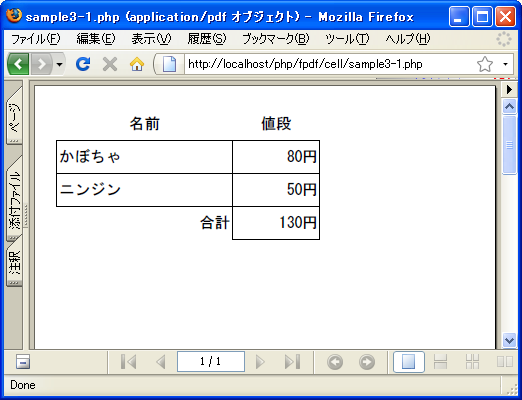 sample3-1.php (application/pdf オブジェクト) - Mozilla Firefox
ファイル(F) 編集(E) 表示(V) 履歴(S) ブックマーク(B) ツール(T) ヘルプ(H)
http://localhost/php/fpdf/cell/sample3-1.php
ページ
添付ファイル
注釈
名前 値段
かぼちゃ 80円
ニンジン 50円
合計 130円
1 / 1
Done